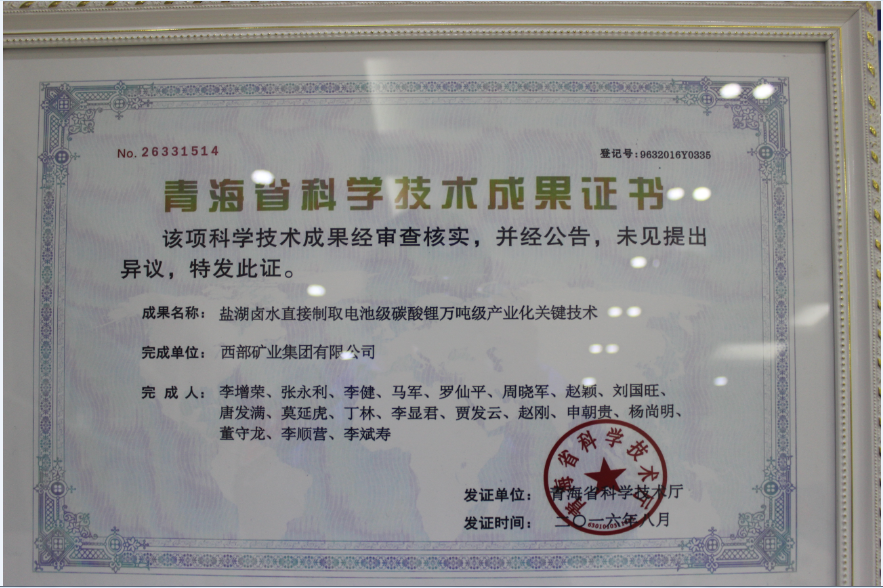 No. 26331514
登记号:9632016Y0335
青海省科学技术成果证书
该项科学技术成果经审查核实，并经公告，未见提出
异议，特发此证。
成果名称：盐湖卤水直接制取电池级碳酸锂万吨级产业化关键技术
完成单位：西部矿业集团有限公司
完 成 人：李增荣、张永利、李健、马军、罗仙平、周晓军、赵颖、刘国旺、
唐发满、莫延虎、丁林、李显君、贾发云、赵刚、申朝贵、杨尚明、
董守龙、李顺营、李斌寿
青海省科学技术厅
发证单位：青海省科学技术厅
发证时间：二〇一六年八月